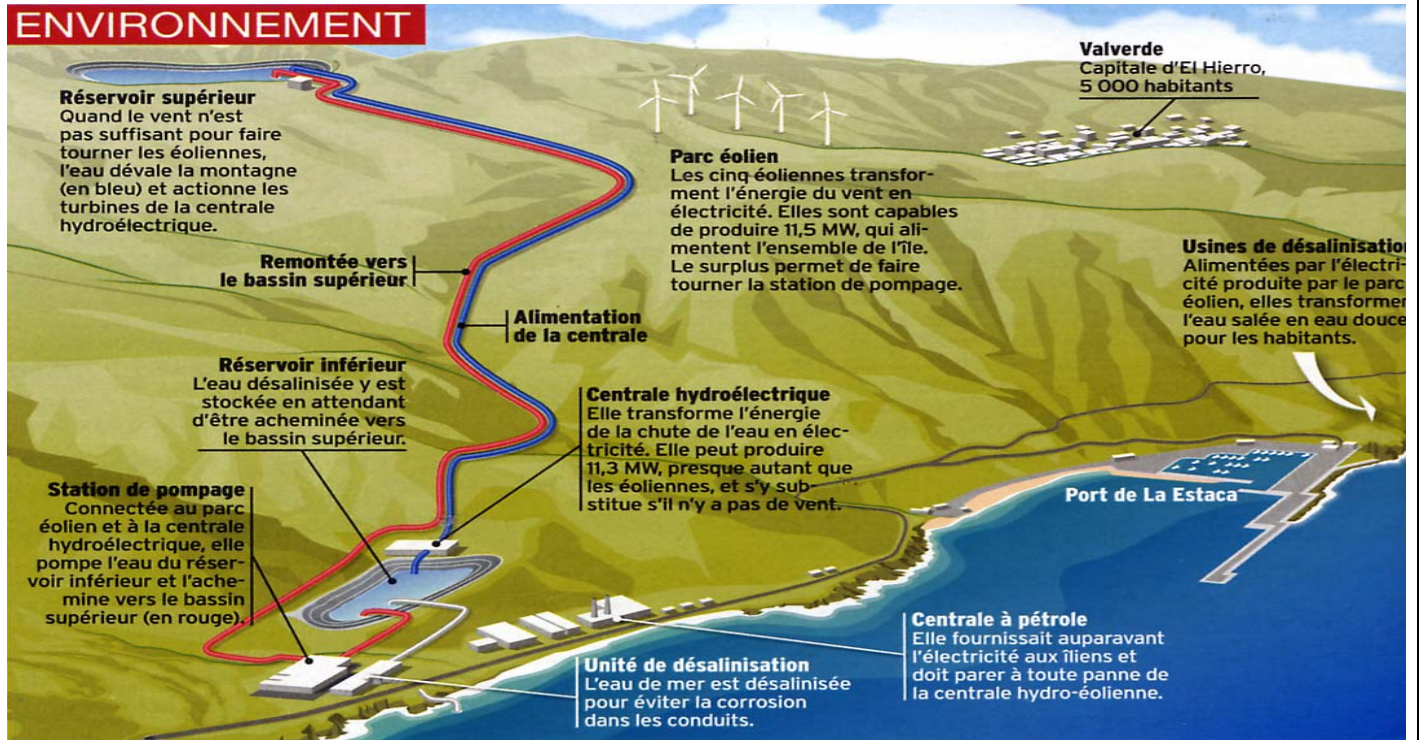 ENVIRONNEMENT
Réservoir supérieur
Quand le vent n'est
pas suffisant pour faire
tourner les éoliennes,
l'eau dévale la montagne
(en bleu) et actionne les
turbines de la centrale
hydroélectrique.
Valverde
Capitale d'El Hierro,
5 000 habitants
Parc éolien
Les cinq éoliennes transfor-
ment l'énergie du vent en
électricité. Elles sont capables
de produire 11,5 MW, qui ali-
mentent l'ensemble de l'île.
Le surplus permet de faire
tourner la station de pompage.
Usines de désalinisation
Alimentées par l'électri-
cité produite par le parc
éolien, elles transforment
l'eau salée en eau douce
pour les habitants.
Remontée vers
le bassin supérieur
Alimentation
de la centrale
Réservoir inférieur
L'eau désalinisée y est
stockée en attendant
d'être acheminée vers
le bassin supérieur.
Centrale hydroélectrique
Elle transforme l'énergie
de la chute de l'eau en élec-
tricité. Elle peut produire
11,3 MW, presque autant que
les éoliennes, et s'y sub-
stitue s'il n'y a pas de vent.
Station de pompage
Connectée au parc
éolien et à la centrale
hydroélectrique, elle
pompe l'eau du réser-
voir inférieur et l'ache-
mine vers le bassin
supérieur (en rouge).
Port de La Estaca
Centrale à pétrole
Elle fournissait auparavant
l'électricité aux îliens et
doit parer à toute panne de
la centrale hydro-éolienne.
Unité de désalinisation
L'eau de mer est désalinisée
pour éviter la corrosion
dans les conduits.